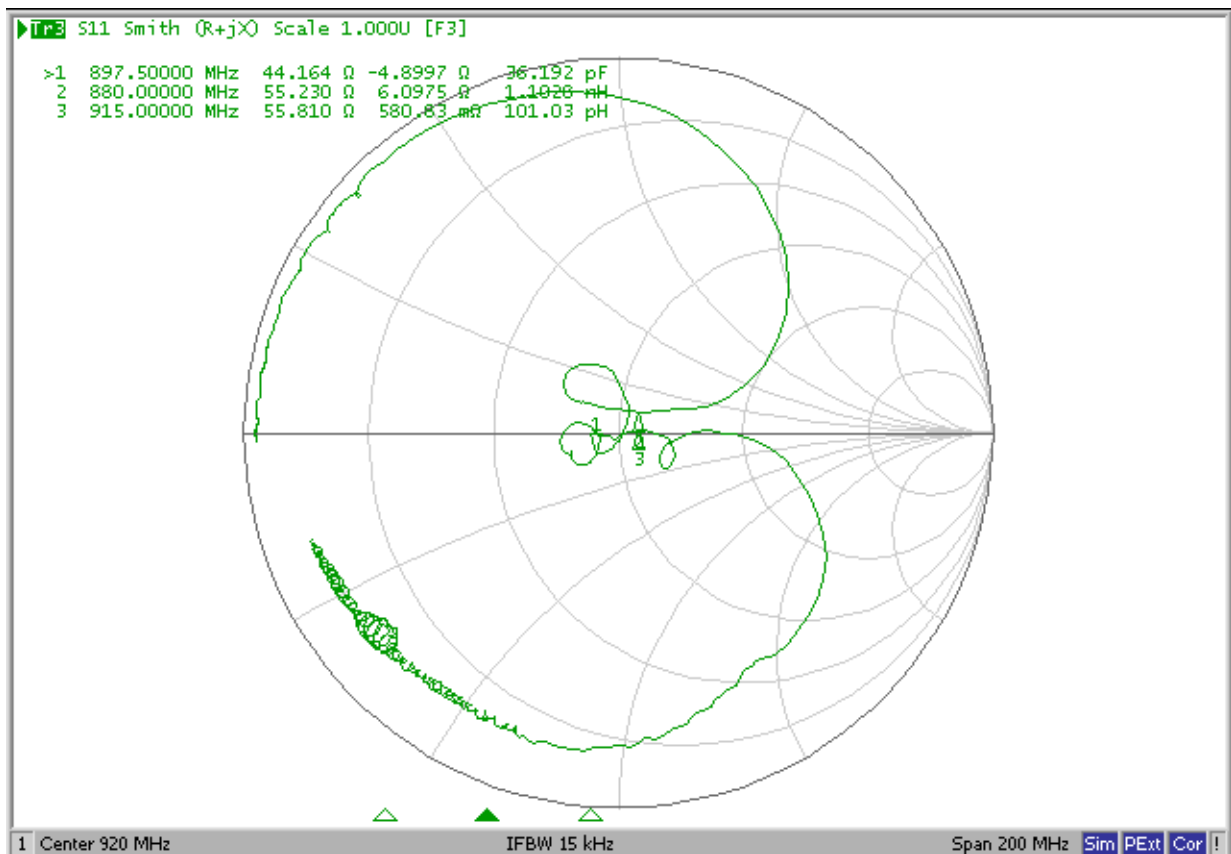 Tr3 S11 Smith (R+jX) Scale 1.000U [F3]
>1 897.50000 MHz 44.164 Ω -4.8997 Ω 36.192 pF
2 880.00000 MHz 55.230 Ω 6.0975 Ω 1.1028 nH
3 915.00000 MHz 55.810 Ω 580.83 mΩ 101.03 pH
1
3
1 Center 920 MHz IFBW 15 kHz Span 200 MHz Sim PExt Cor !